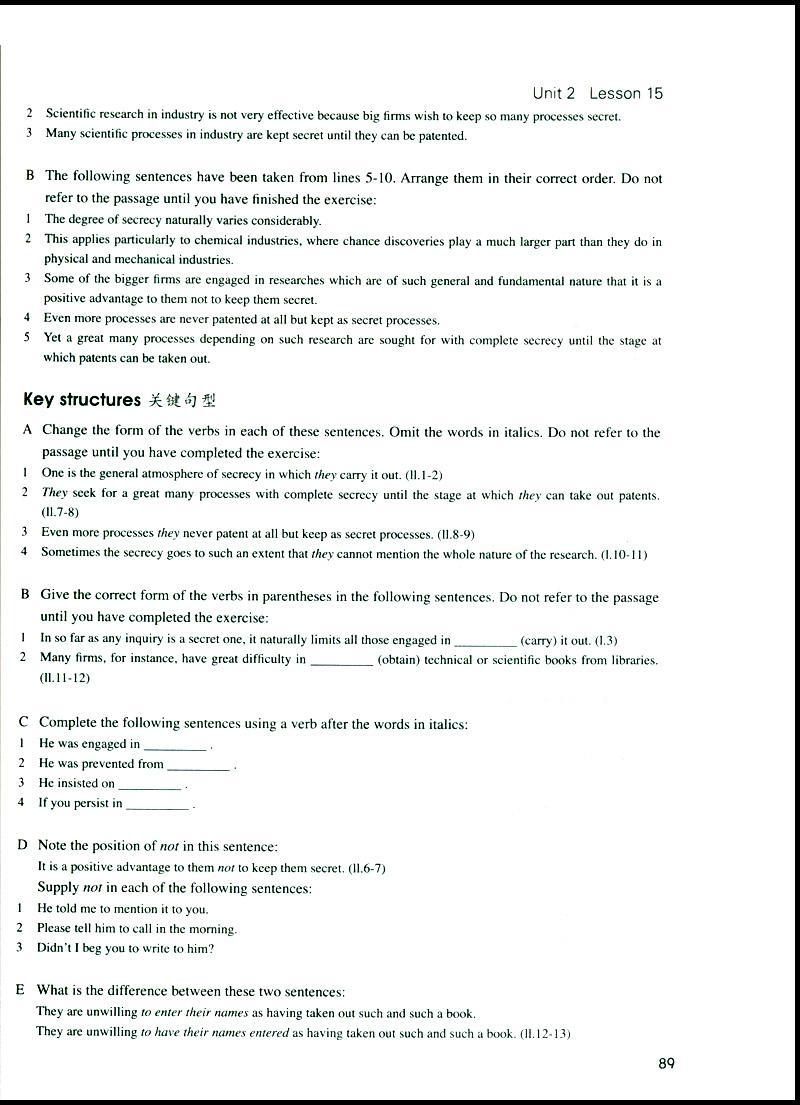 Unit 2 Lesson 15
2 Scientific research in industry is not very effective because big firms wish to keep so many processes secret.
3 Many scientific processes in industry are kept secret until they can be patented.
B The following sentences have been taken from lines 5-10. Arrange them in their correct order. Do not
refer to the passage until you have finished the exercise:
1 The degree of secrecy naturally varies considerably.
2 This applies particularly to chemical industries, where chance discoveries play a much larger part than they do in
physical and mechanical industries.
3 Some of the bigger firms are engaged in researches which are of such general and fundamental nature that it is a
positive advantage to them not to keep them secret.
4 Even more processes are never patented at all but kept as secret processes.
5 Yet a great many processes depending on such research are sought for with complete secrecy until the stage at
which patents can be taken out.
Key structures 关键句型
A Change the form of the verbs in each of these sentences. Omit the words in italics. Do not refer to the
passage until you have completed the exercise:
1 One is the general atmosphere of secrecy in which they carry it out. (ll.1-2)
2 They seek for a great many processes with complete secrecy until the stage at which they can take out patents.
(ll.7-8)
3 Even more processes they never patent at all but keep as secret processes. (ll.8-9)
4 Sometimes the secrecy goes to such an extent that they cannot mention the whole nature of the research. (l.10-11)
B Give the correct form of the verbs in parentheses in the following sentences. Do not refer to the passage
until you have completed the exercise:
1 In so far as any inquiry is a secret one, it naturally limits all those engaged in ________ (carry) it out. (l.3)
2 Many firms, for instance, have great difficulty in ________ (obtain) technical or scientific books from libraries.
(ll.11-12)
C Complete the following sentences using a verb after the words in italics:
1 He was engaged in ________ .
2 He was prevented from ________ .
3 He insisted on ________ .
4 If you persist in ________ .
D Note the position of not in this sentence:
It is a positive advantage to them not to keep them secret. (ll.6-7)
Supply not in each of the following sentences:
1 He told me to mention it to you.
2 Please tell him to call in the morning.
3 Didn't I beg you to write to him?
E What is the difference between these two sentences:
They are unwilling to enter their names as having taken out such and such a book.
They are unwilling to have their names entered as having taken out such and such a book. (ll.12-13)
89